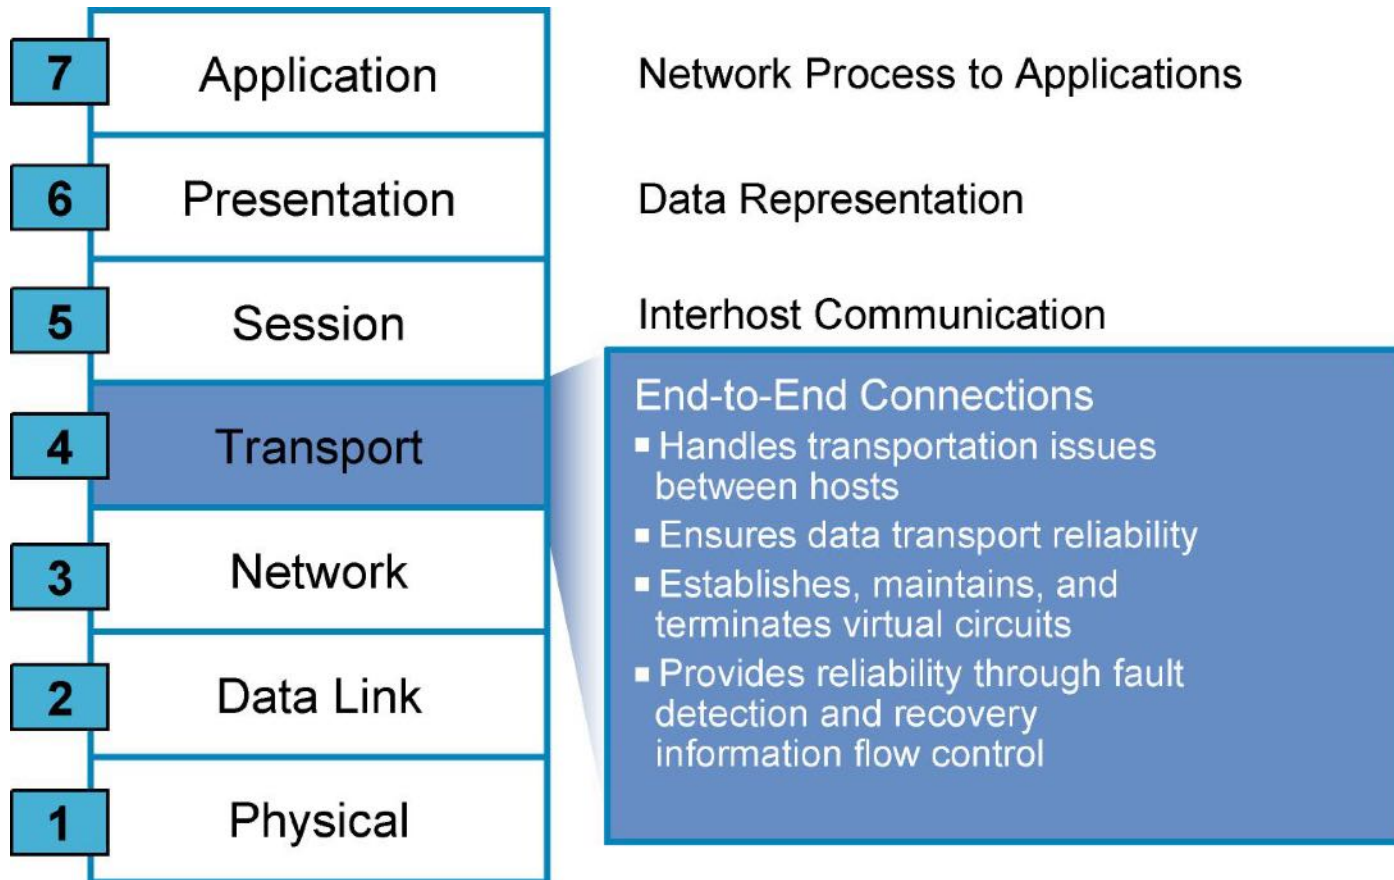 7 Application Network Process to Applications
6 Presentation Data Representation
5 Session Interhost Communication
4 Transport
End-to-End Connections
▪ Handles transportation issues
between hosts
▪ Ensures data transport reliability
▪ Establishes, maintains, and
terminates virtual circuits
▪ Provides reliability through fault
detection and recovery
information flow control
3 Network
2 Data Link
1 Physical